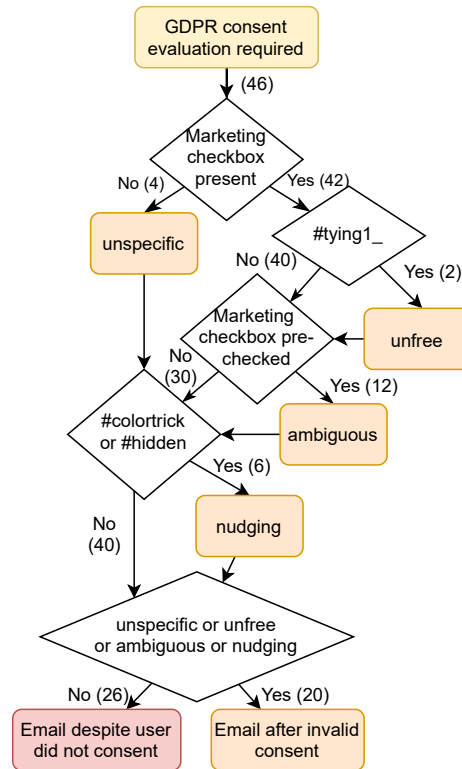 GDPR consent
evaluation required
(46)
Marketing
checkbox
present
No (4)
Yes (42)
unspecific
#tying1_
No (40)
Yes (2)
Marketing
checkbox pre-
checked
unfree
No
(30)
Yes (12)
#colortrick
or #hidden
ambiguous
Yes (6)
No
(40)
nudging
unspecific or unfree
or ambiguous or nudging
No (26)
Yes (20)
Email despite user
did not consent
Email after invalid
consent